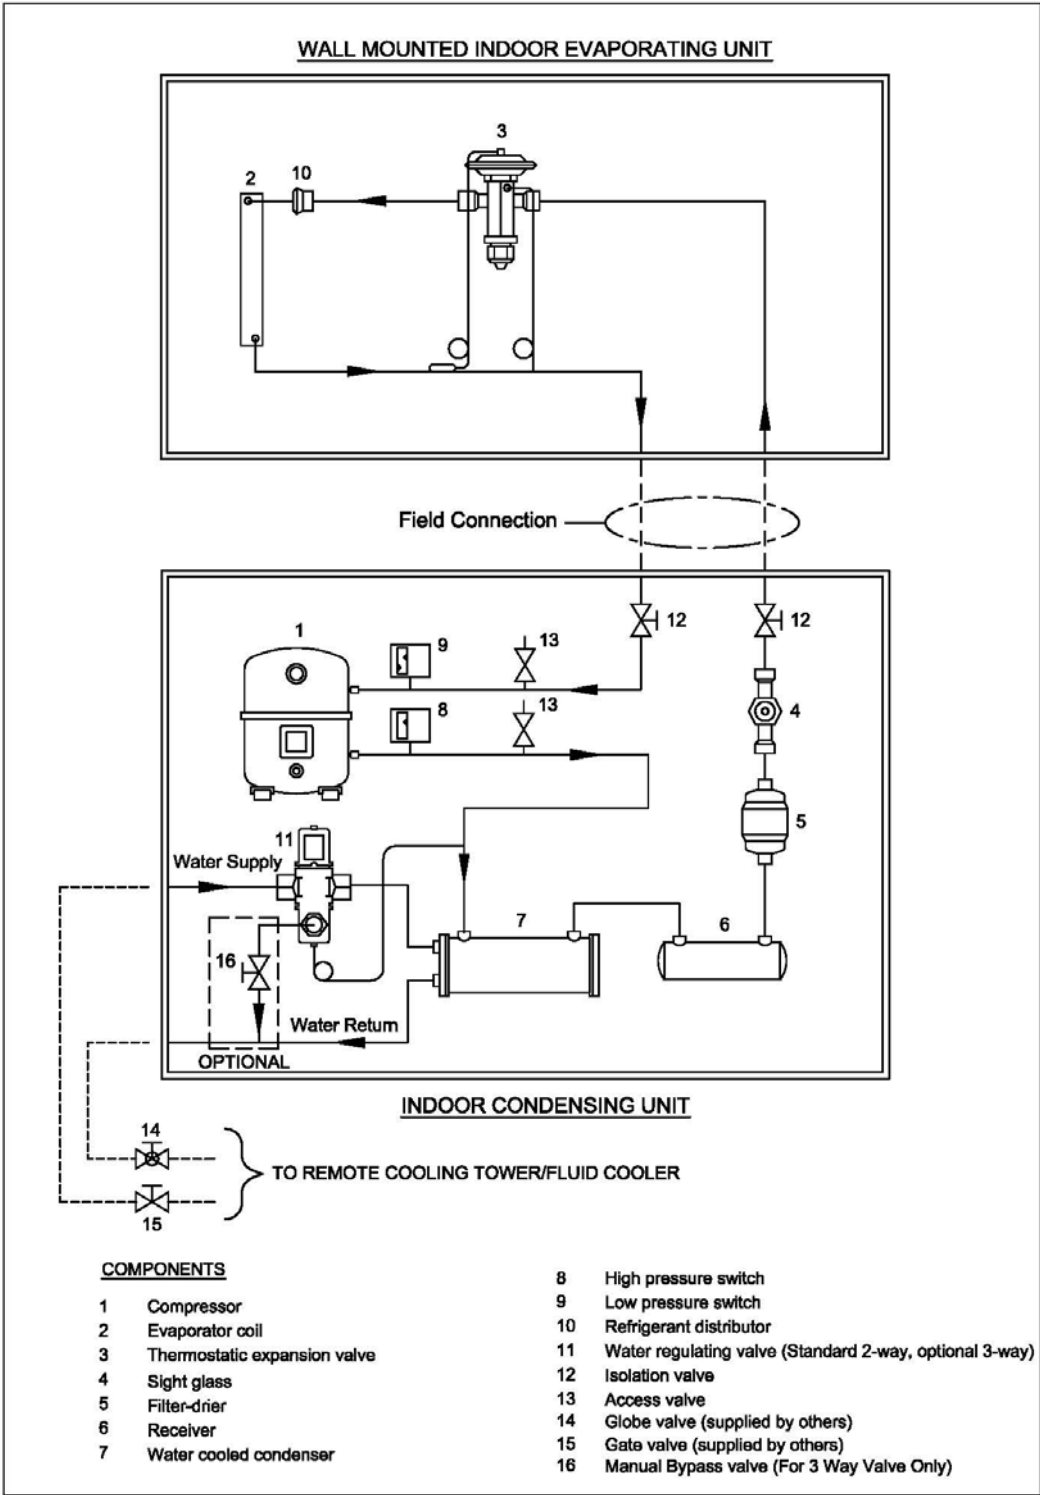 WALL MOUNTED INDOOR EVAPORATING UNIT
3
2
10
Field Connection
12
12
1
9
13
8
13
4
5
11
Water Supply
7
6
16
Water Return
OPTIONAL
INDOOR CONDENSING UNIT
14
TO REMOTE COOLING TOWER/FLUID COOLER
15
COMPONENTS
1 Compressor
2 Evaporator coil
3 Thermostatic expansion valve
4 Sight glass
5 Filter-drier
6 Receiver
7 Water cooled condenser
8 High pressure switch
9 Low pressure switch
10 Refrigerant distributor
11 Water regulating valve (Standard 2-way, optional 3-way)
12 Isolation valve
13 Access valve
14 Globe valve (supplied by others)
15 Gate valve (supplied by others)
16 Manual Bypass valve (For 3 Way Valve Only)